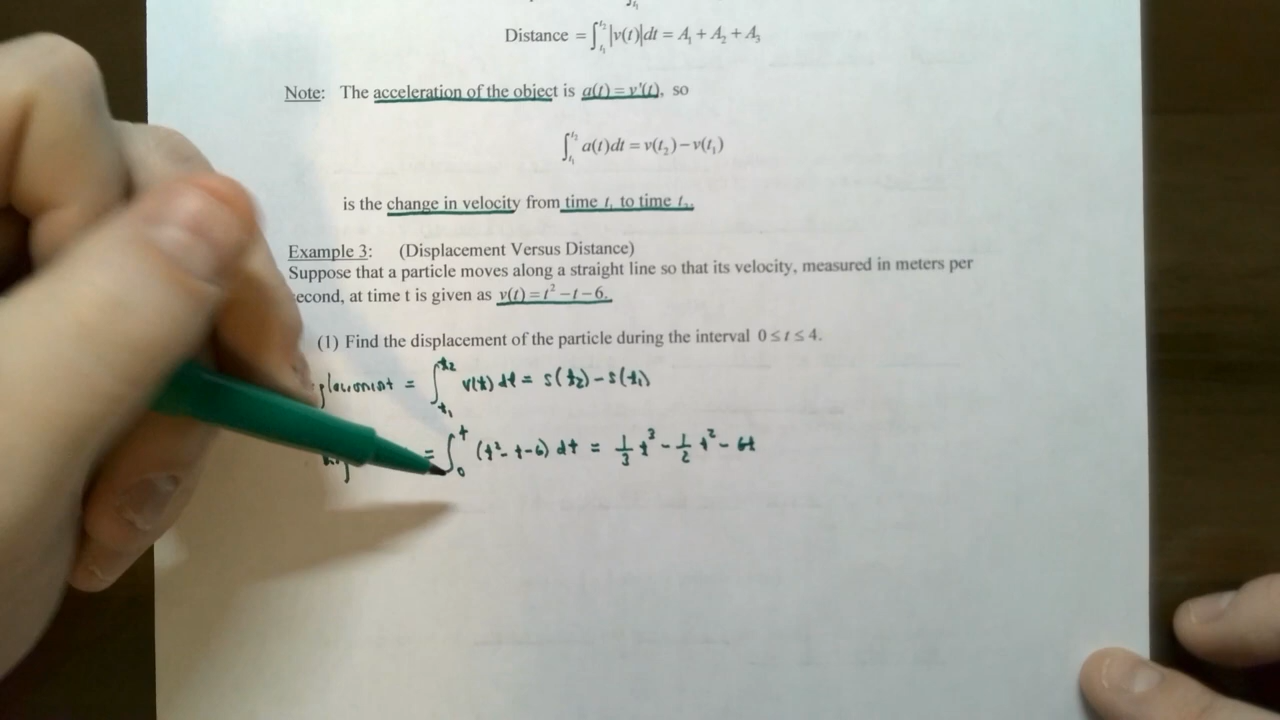 Distance = ∫_{t₁}^{t₂} |v(t)|dt = A₁ + A₂ + A₃
Note: The acceleration of the object is a(t) = v'(t), so
∫_{t₁}^{t₂} a(t)dt = v(t₂) − v(t₁)
is the change in velocity from time t₁ to time t₂.
Example 3: (Displacement Versus Distance)
Suppose that a particle moves along a straight line so that its velocity, measured in meters per
econd, at time t is given as v(t) = t² − t − 6.
(1) Find the displacement of the particle during the interval 0 ≤ t ≤ 4.
placement = ∫_{t₁}^{t₂} v(t) dt = s(t₂) − s(t₁)
= ∫₀⁴ (t² − t − 6) dt = 1/3 t³ − 1/2 t² − 6t